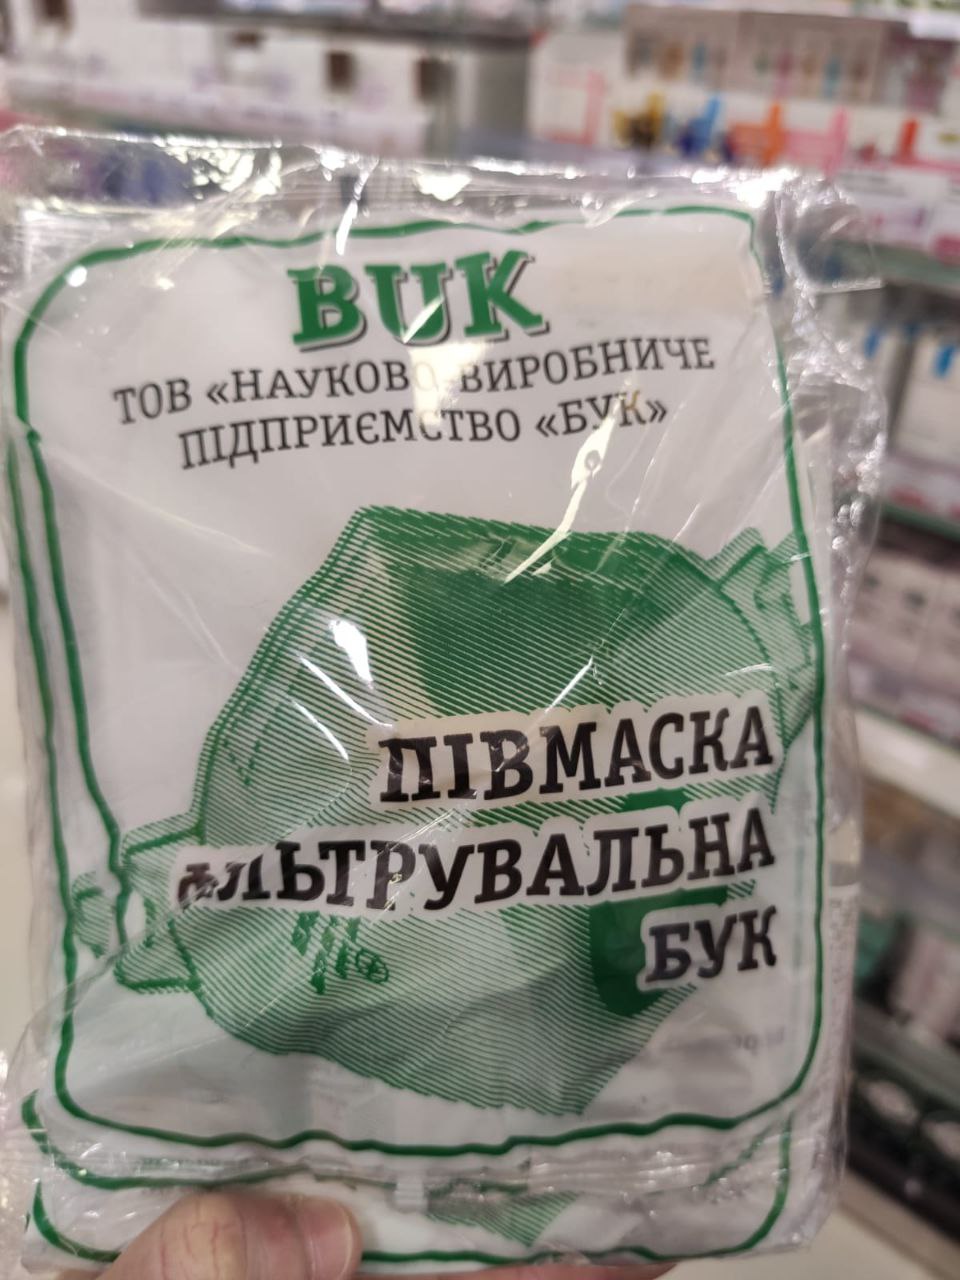 BUK
ТОВ «НАУКОВО-ВИРОБНИЧЕ
ПІДПРИЄМСТВО «БУК»
ПІВМАСКА
ФІЛЬТРУВАЛЬНА
БУК